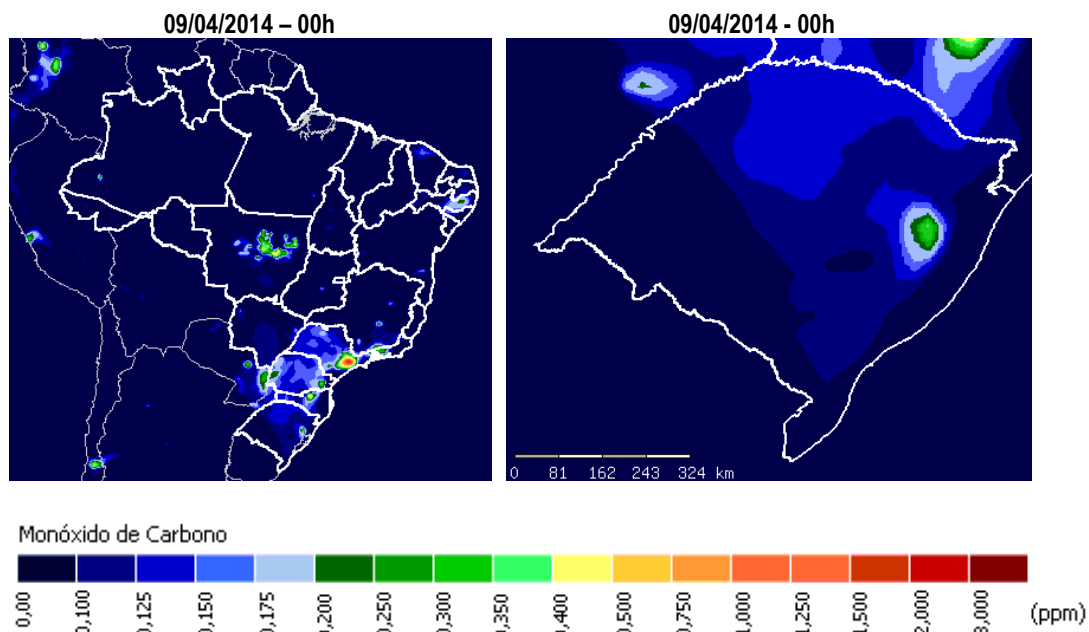 09/04/2014 – 00h
09/04/2014 - 00h
0 81 162 243 324 km
Monóxido de Carbono
0,00 0,100 0,125 0,150 0,175 0,200 0,250 0,300 0,350 0,400 0,500 0,750 1,000 1,250 1,500 2,000 3,000 (ppm)